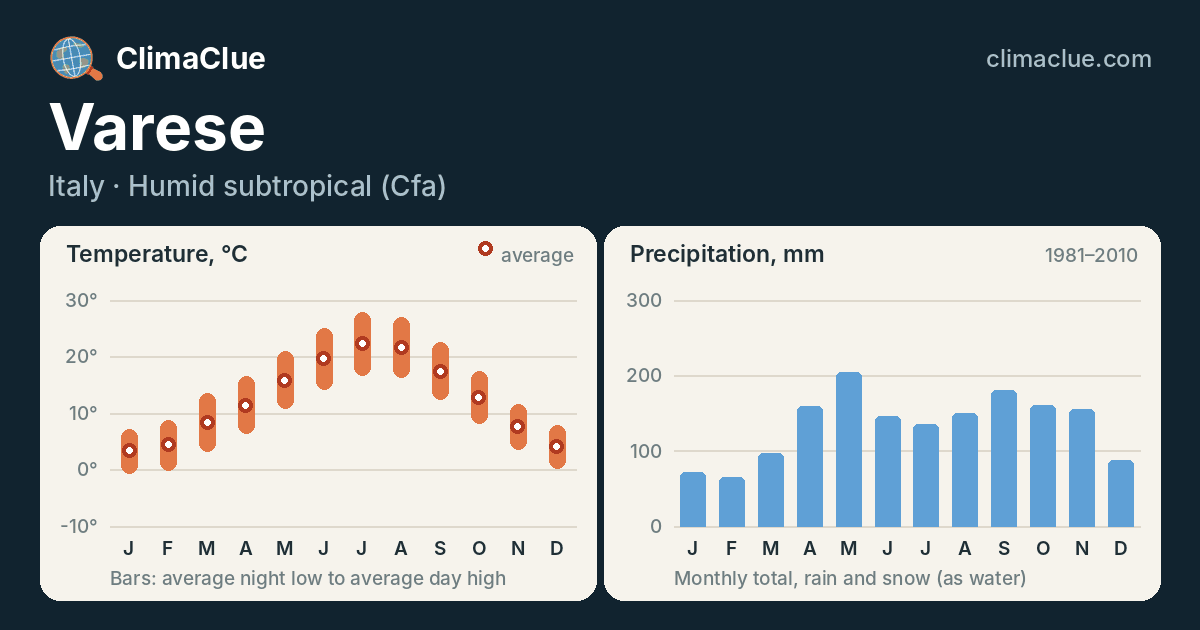 ClimaClue
climaclue.com
Varese
Italy · Humid subtropical (Cfa)
Temperature, °C
average
30°
20°
10°
0°
-10°
J F M A M J J A S O N D
Bars: average night low to average day high
Precipitation, mm
1981–2010
300
200
100
0
J F M A M J J A S O N D
Monthly total, rain and snow (as water)